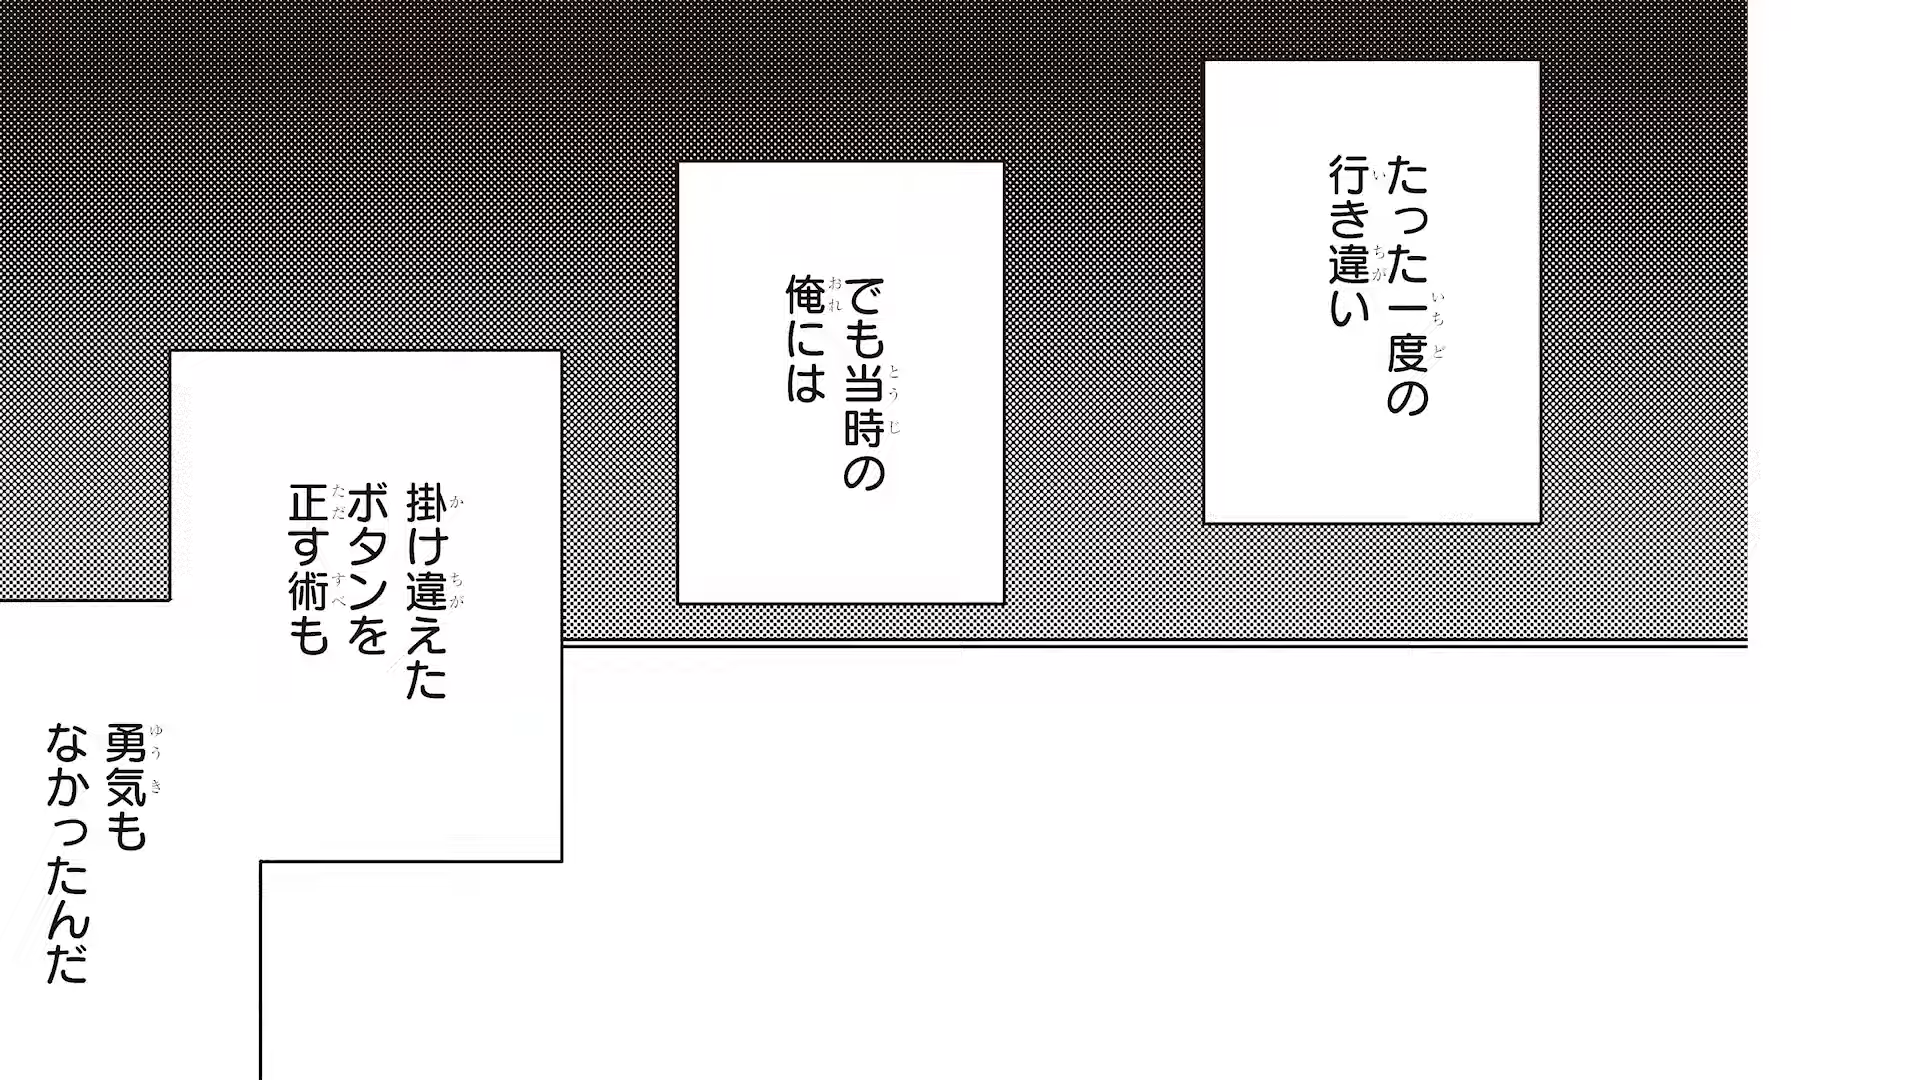 たった一度の
行き違い
でも当時の
俺には
掛け違えた
ボタンを
正す術も
勇気も
なかったんだ